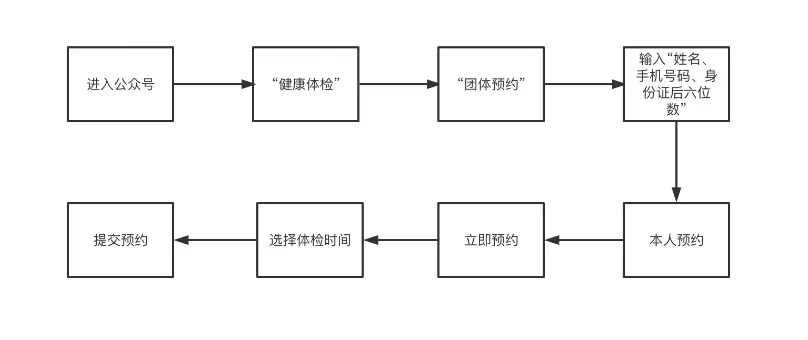 进入公众号
“健康体检”
“团体预约”
输入“姓名、
手机号码、身
份证后六位
数”
本人预约
立即预约
选择体检时间
提交预约